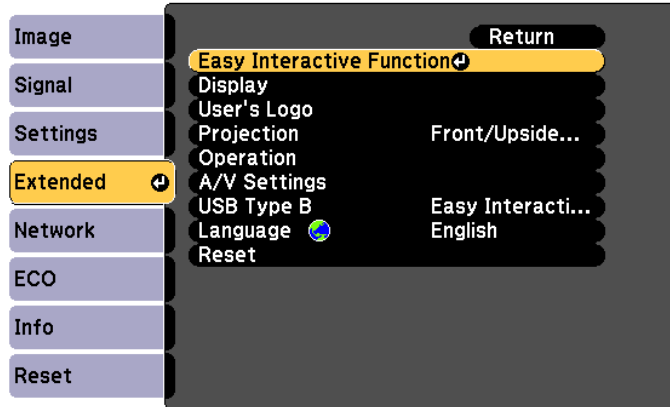 Image
Signal
Settings
Extended
Network
ECO
Info
Reset
Return
Easy Interactive Function
Display
User's Logo
Projection Front/Upside...
Operation
A/V Settings
USB Type B Easy Interacti...
Language English
Reset